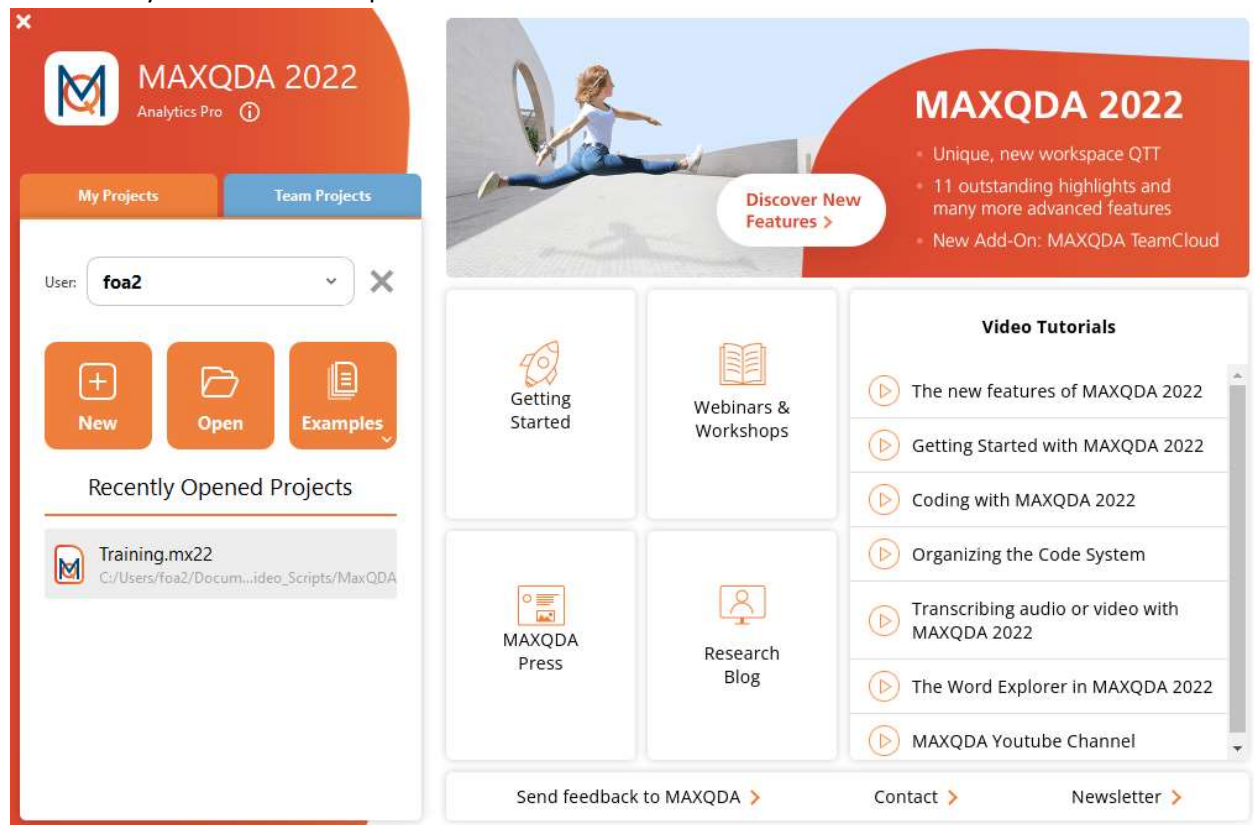 MAXQDA 2022
Analytics Pro
My Projects
Team Projects
User:
foa2
New
Open
Examples
Recently Opened Projects
Training.mx22
C:/Users/foa2/Docum...ideo_Scripts/MaxQDA
Discover New
Features >
MAXQDA 2022
• Unique, new workspace QTT
• 11 outstanding highlights and
many more advanced features
• New Add-On: MAXQDA TeamCloud
Getting
Started
Webinars &
Workshops
MAXQDA
Press
Research
Blog
Video Tutorials
The new features of MAXQDA 2022
Getting Started with MAXQDA 2022
Coding with MAXQDA 2022
Organizing the Code System
Transcribing audio or video with
MAXQDA 2022
The Word Explorer in MAXQDA 2022
MAXQDA Youtube Channel
Send feedback to MAXQDA >
Contact >
Newsletter >